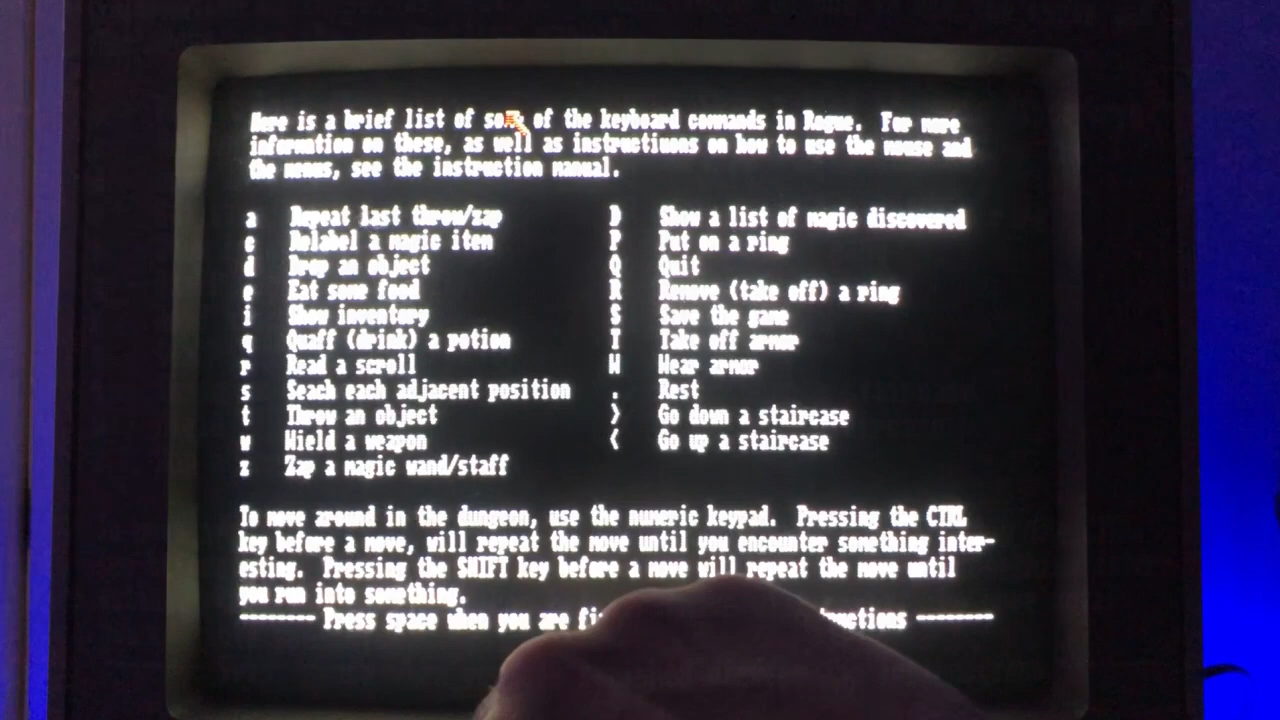 Here is a brief list of some of the keyboard commands in Rogue. For more
information on these, as well as instructiuons on how to use the mouse and
the menus, see the instruction manual.
a Repeat last throw/zap D Show a list of magic discovered
c Relabel a magic item P Put on a ring
d Drop an object Q Quit
e Eat some food R Remove (take off) a ring
i Show inventory S Save the game
q Quaff (drink) a potion T Take off armor
r Read a scroll W Wear armor
s Seach each adjacent position . Rest
t Throw an object } Go down a staircase
w Wield a weapon { Go up a staircase
z Zap a magic wand/staff
To move around in the dungeon, use the numeric keypad. Pressing the CTRL
key before a move, will repeat the move until you encounter something inter-
esting. Pressing the SHIFT key before a move will repeat the move until
you run into something.
-------- Press space when you are fi uctions --------